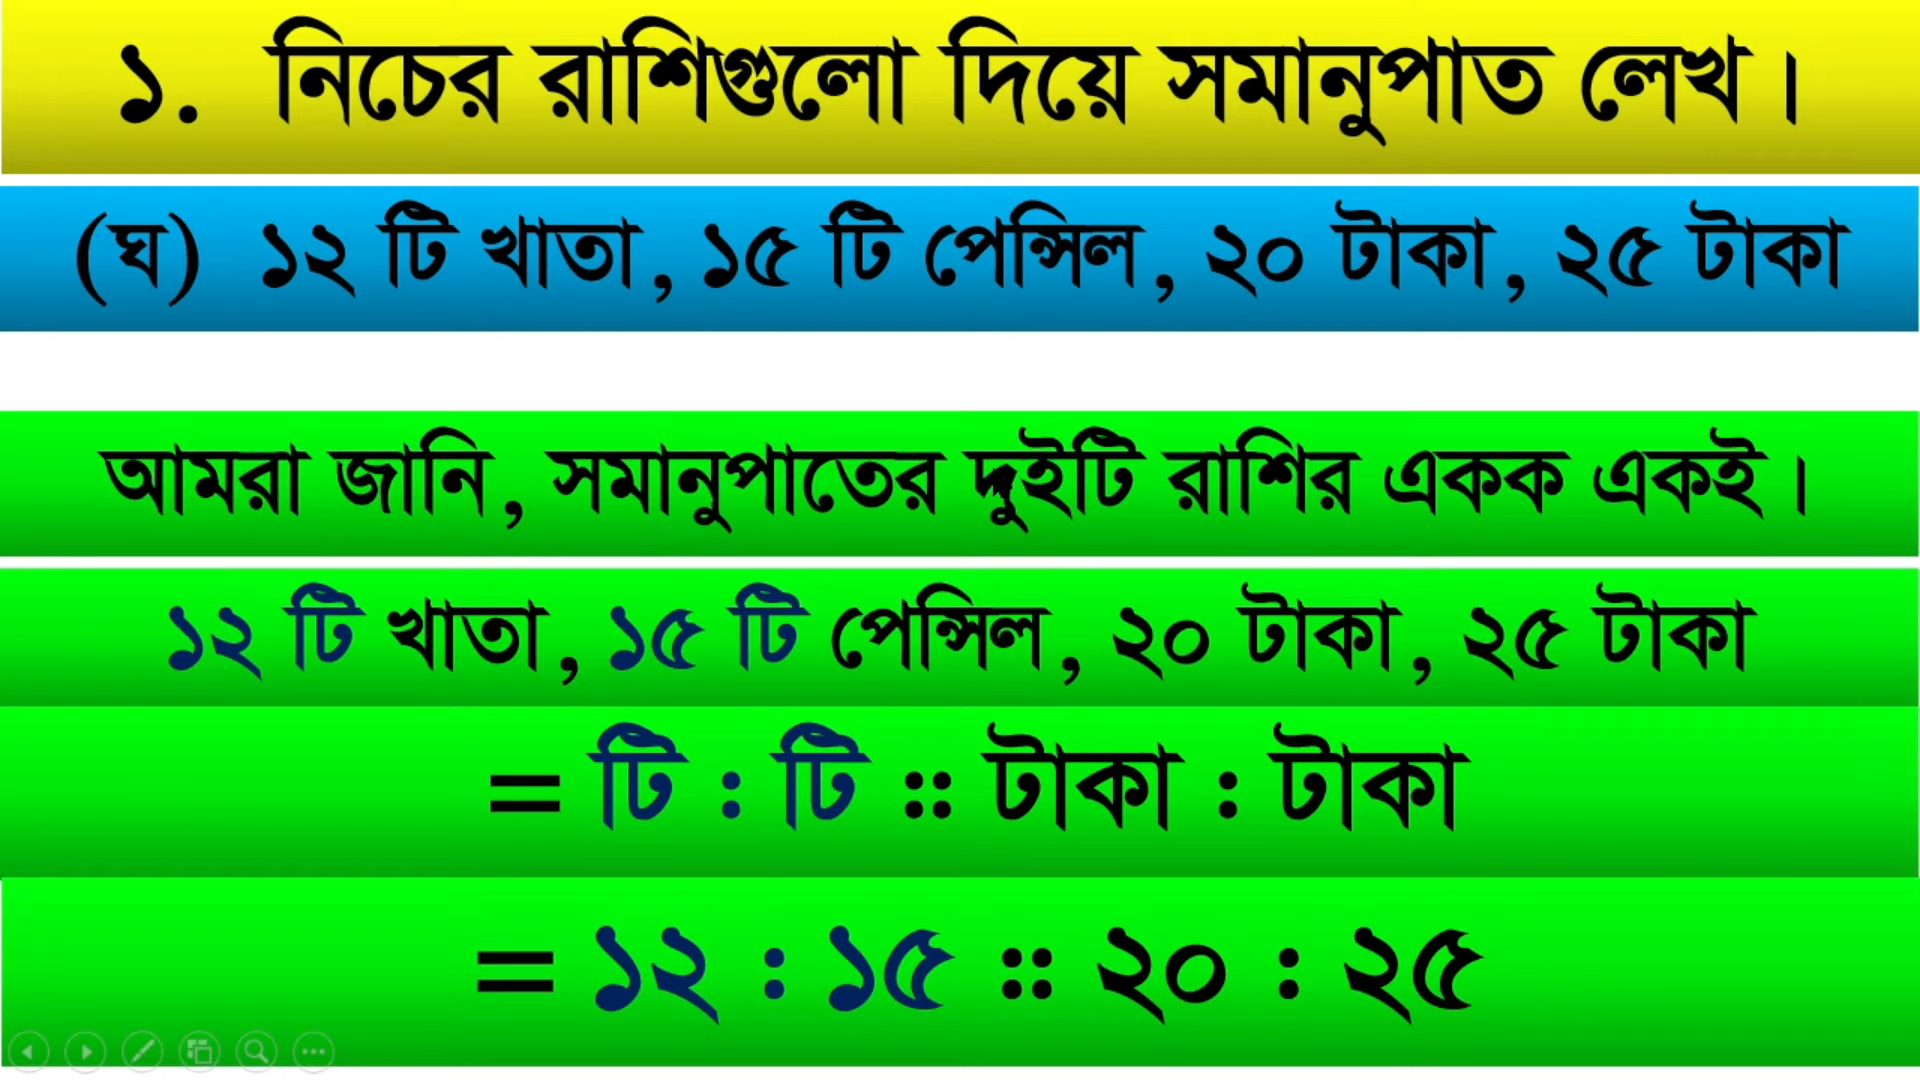 ১. নিচের রাশিগুলো দিয়ে সমানুপাত লেখ।
(ঘ) ১২ টি খাতা, ১৫ টি পেন্সিল, ২০ টাকা, ২৫ টাকা
আমরা জানি, সমানুপাতের দুইটি রাশির একক একই।
১২ টি খাতা, ১৫ টি পেন্সিল, ২০ টাকা, ২৫ টাকা
= টি : টি :: টাকা : টাকা
= ১২ : ১৫ :: ২০ : ২৫